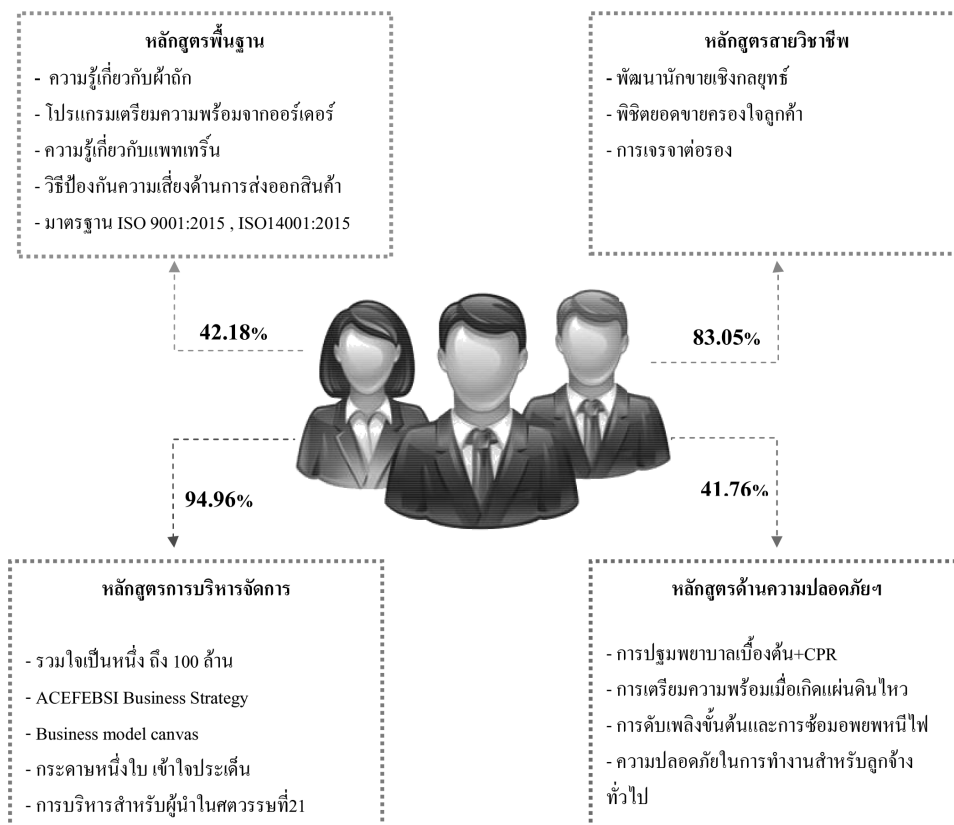 หลักสูตรพื้นฐาน
- ความรู้เกี่ยวกับผ้าถัก
- โปรแกรมเตรียมความพร้อมจากออร์เดอร์
- ความรู้เกี่ยวกับแพทเทริ์น
- วิธีป้องกันความเสี่ยงด้านการส่งออกสินค้า
- มาตรฐาน ISO 9001:2015 , ISO14001:2015
หลักสูตรสายวิชาชีพ
- พัฒนานักขายเชิงกลยุทธ์
- พิชิตยอดขายครองใจลูกค้า
- การเจรจาต่อรอง
42.18%
83.05%
94.96%
41.76%
หลักสูตรการบริหารจัดการ
- รวมใจเป็นหนึ่ง ถึง 100 ล้าน
- ACEFEBSI Business Strategy
- Business model canvas
- กระดาษหนึ่งใบ เข้าใจประเด็น
- การบริหารสำหรับผู้นำในศตวรรษที่21
หลักสูตรด้านความปลอดภัยฯ
- การปฐมพยาบาลเบื้องต้น+CPR
- การเตรียมความพร้อมเมื่อเกิดแผ่นดินไหว
- การดับเพลิงขั้นต้นและการซ้อมอพยพหนีไฟ
- ความปลอดภัยในการทำงานสำหรับลูกจ้าง
ทั่วไป